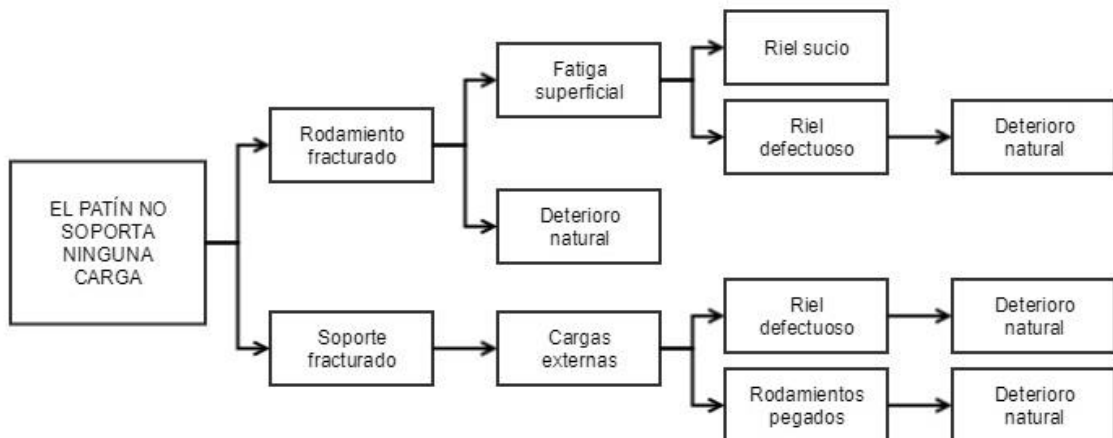 EL PATÍN NO
SOPORTA
NINGUNA
CARGA
Rodamiento
fracturado
Fatiga
superficial
Riel sucio
Riel
defectuoso
Deterioro
natural
Deterioro
natural
Soporte
fracturado
Cargas
externas
Riel
defectuoso
Deterioro
natural
Rodamientos
pegados
Deterioro
natural